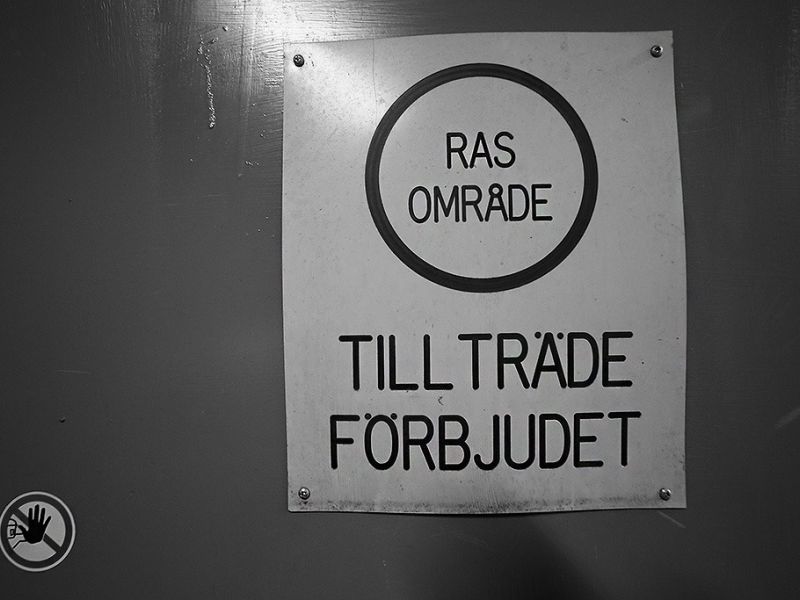 RAS
OMRÅDE
TILLTRÄDE
FÖRBJUDET